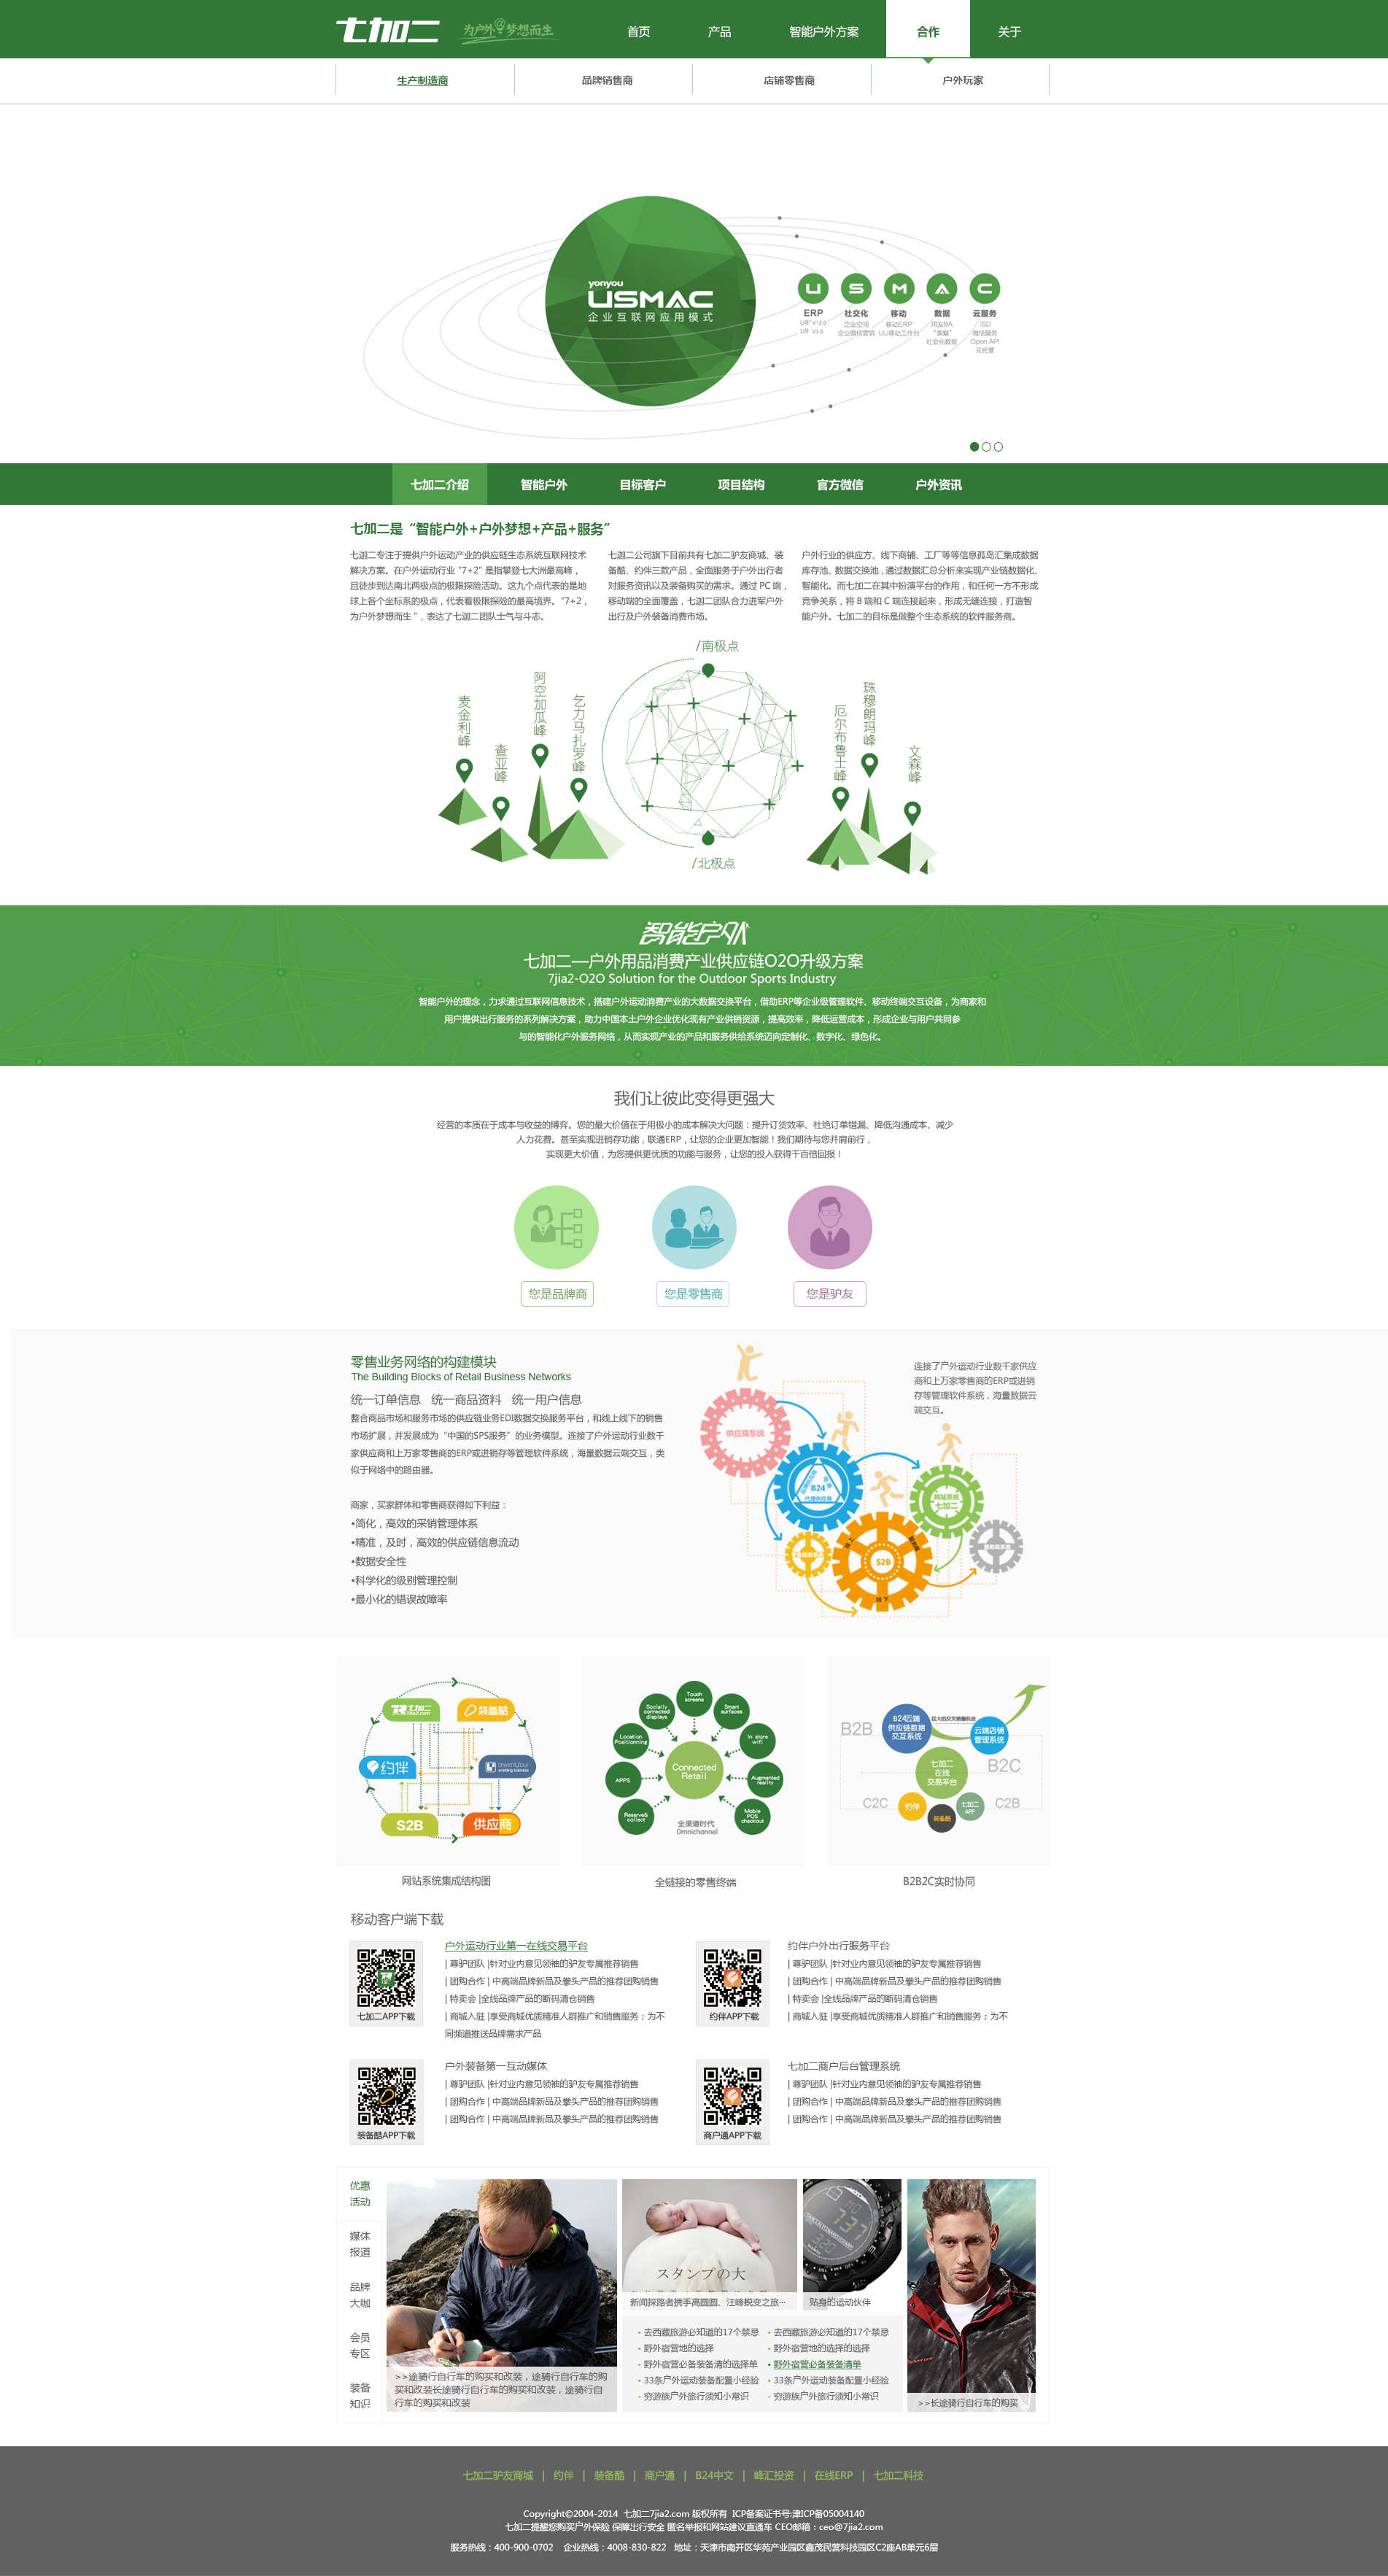 七加二 为户外梦想而生
首页 产品 智能户外方案 合作 关于
生产制造商 品牌销售商 店铺零售商 户外玩家
yonyou
USMAC
企业互联网应用模式
U S M A C
ERP 社交化 移动 数据 云服务
U8⁺V12.0 企业空间 移动ERP 用友BA ISD
U9 V3.0 企业微信营销 UU移动工作台 “表魅” 微信服务
社会化数据 Open API
云托管
七加二介绍 智能户外 目标客户 项目结构 官方微信 户外资讯
七加二是“智能户外+户外梦想+产品+服务”
七迦二专注于提供户外运动产业的供应链生态系统互联网技术
解决方案。在户外运动行业“7+2”是指攀登七大洲最高峰，
且徒步到达南北两极点的极限探险活动。这九个点代表的是地
球上各个坐标系的极点，代表着极限探险的最高境界。“7+2，
为户外梦想而生 ”，表达了七迦二团队士气与斗志。
七迦二公司旗下目前共有七加二驴友商城、装
备酷、约伴三款产品，全面服务于户外出行者
对服务资讯以及装备购买的需求。通过 PC 端，
移动端的全面覆盖，七迦二团队合力进军户外
出行及户外装备消费市场。
户外行业的供应方、线下商铺、工厂等等信息孤岛汇集成数据
库存池、数据交换池，通过数据汇总分析来实现产业链数据化、
智能化。而七加二在其中扮演平台的作用，和任何一方不形成
竞争关系，将 B 端和 C 端连接起来，形成无缝连接，打造智
能户外。七加二的目标是做整个生态系统的软件服务商。
/南极点
麦金利峰
查亚峰
阿空加瓜峰
乞力马扎罗峰
厄尔布鲁士峰
珠穆朗玛峰
文森峰
/北极点
智能户外
七加二—户外用品消费产业供应链O2O升级方案
7jia2-O2O Solution for the Outdoor Sports Industry
智能户外的理念，力求通过互联网信息技术，搭建户外运动消费产业的大数据交换平台，借助ERP等企业级管理软件、移动终端交互设备，为商家和
用户提供出行服务的系列解决方案，助力中国本土户外企业优化现有产业供销资源，提高效率，降低运营成本，形成企业与用户共同参
与的智能化户外服务网络，从而实现产业的产品和服务供给系统迈向定制化、数字化、绿色化。
我们让彼此变得更强大
经营的本质在于成本与收益的博弈。您的最大价值在于用极小的成本解决大问题：提升订货效率、杜绝订单错漏、降低沟通成本、减少
人力花费。甚至实现进销存功能，联通ERP，让您的企业更加智能！我们期待与您并肩前行，
实现更大价值，为您提供更优质的功能与服务，让您的投入获得千百倍回报！
您是品牌商 您是零售商 您是驴友
零售业务网络的构建模块
The Building Blocks of Retail Business Networks
统一订单信息 统一商品资料 统一用户信息
整合商品市场和服务市场的供应链业务EDI数据交换服务平台，和线上线下的销售
市场扩展，并发展成为“中国的SPS服务”的业务模型。连接了户外运动行业数千
家供应商和上万家零售商的ERP或进销存等管理软件系统，海量数据云端交互，类
似于网络中的路由器。
商家，买家群体和零售商获得如下利益：
•简化，高效的采销管理体系
•精准，及时，高效的供应链信息流动
•数据安全性
•科学化的级别管理控制
•最小化的错误故障率
连接了户外运动行业数千家供应
商和上万家零售商的ERP或进销
存等管理软件系统，海量数据云
端交互。
供应商系统
B24
网站系统
七加二
S2B
线下
七加二
www.7jia2.com
装备酷
约伴
btwentyfour
enabling business
S2B
供应商
网站系统集成结构图
Touch screens
Socially connected displays
Smart surfaces
Location Positionning
In store wifi
APPS
Connected Retail
Augmented reality
Reserve& collect
Mobile POS checkout
全渠道时代
Omnichannel
全链接的零售终端
B2B
B24云端
供应链数据
交互系统
云端店铺
管理系统
七加二
在线
交易平台
B2C
C2C
约伴
装备酷
七加二
APP
C2B
B2B2C实时协同
移动客户端下载
七加二APP下载
户外运动行业第一在线交易平台
| 尊驴团队 |针对业内意见领袖的驴友专属推荐销售
| 团购合作 | 中高端品牌新品及拳头产品的推荐团购销售
| 特卖会 |全线品牌产品的断码清仓销售
| 商城入驻 |享受商城优质精准人群推广和销售服务：为不
同频道推送品牌需求产品
约伴APP下载
约伴户外出行服务平台
| 尊驴团队 |针对业内意见领袖的驴友专属推荐销售
| 团购合作 | 中高端品牌新品及拳头产品的推荐团购销售
| 特卖会 |全线品牌产品的断码清仓销售
| 商城入驻 |享受商城优质精准人群推广和销售服务：为不
装备酷APP下载
户外装备第一互动媒体
| 尊驴团队 |针对业内意见领袖的驴友专属推荐销售
| 团购合作 | 中高端品牌新品及拳头产品的推荐团购销售
| 团购合作 | 中高端品牌新品及拳头产品的推荐团购销售
商户通APP下载
七加二商户后台管理系统
| 尊驴团队 |针对业内意见领袖的驴友专属推荐销售
| 团购合作 | 中高端品牌新品及拳头产品的推荐团购销售
| 团购合作 | 中高端品牌新品及拳头产品的推荐团购销售
优惠
活动
媒体
报道
品牌
大咖
会员
专区
装备
知识
>>途骑行自行车的购买和改装，途骑行自行车的购
买和改装长途骑行自行车的购买和改装，途骑行自
行车的购买和改装
スタンプの大
新闻探路者携手高圆圆、汪峰蜕变之旅···
贴身的运动伙伴
• 去西藏旅游必知道的17个禁忌
• 野外宿营地的选择
• 野外宿营必备装备清的选择单
• 33条户外运动装备配置小经验
• 穷游族户外旅行须知小常识
• 去西藏旅游必知道的17个禁忌
• 野外宿营地的选择的选择
• 野外宿营必备装备清单
• 33条户外运动装备配置小经验
• 穷游族户外旅行须知小常识
>>长途骑行自行车的购买
七加二驴友商城 | 约伴 | 装备酷 | 商户通 | B24中文 | 峰汇投资 | 在线ERP | 七加二科技
Copyright©2004-2014 七加二7jia2.com 版权所有 ICP备案证书号:津ICP备05004140
七加二提醒您购买户外保险 保障出行安全 匿名举报和网站建议直通车 CEO邮箱：ceo@7jia2.com
服务热线：400-900-0702 企业热线：4008-830-822 地址：天津市南开区华苑产业园区鑫茂民营科技园区C2座AB单元6层